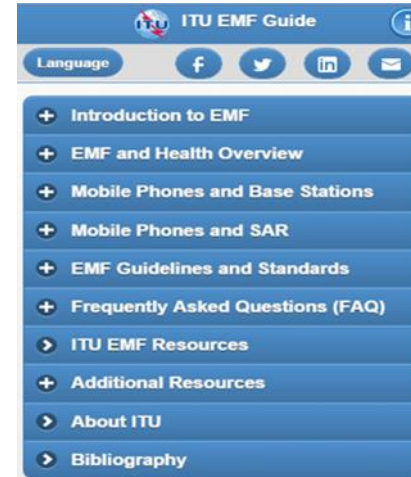 ITU EMF Guide
Language
Introduction to EMF
EMF and Health Overview
Mobile Phones and Base Stations
Mobile Phones and SAR
EMF Guidelines and Standards
Frequently Asked Questions (FAQ)
ITU EMF Resources
Additional Resources
About ITU
Bibliography